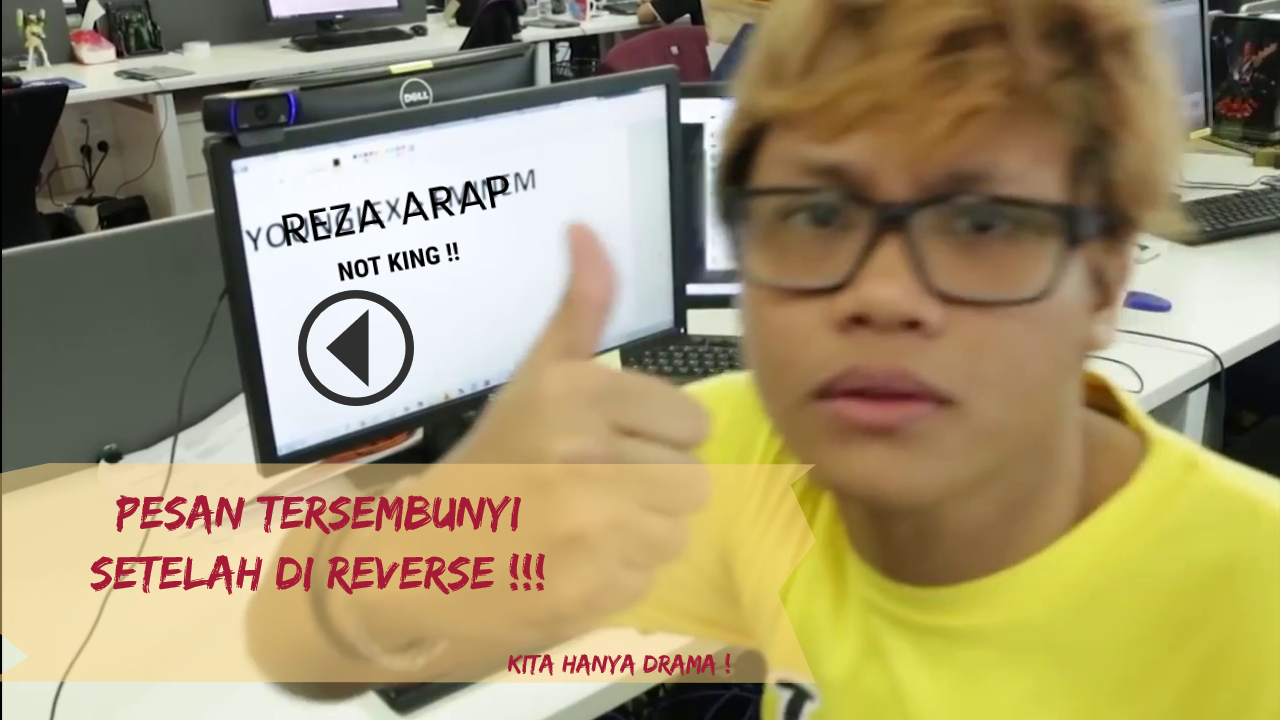 DELL
REZA ARAP
NOT KING !!
PESAN TERSEMBUNYI
SETELAH DI REVERSE !!!
KITA HANYA DRAMA !